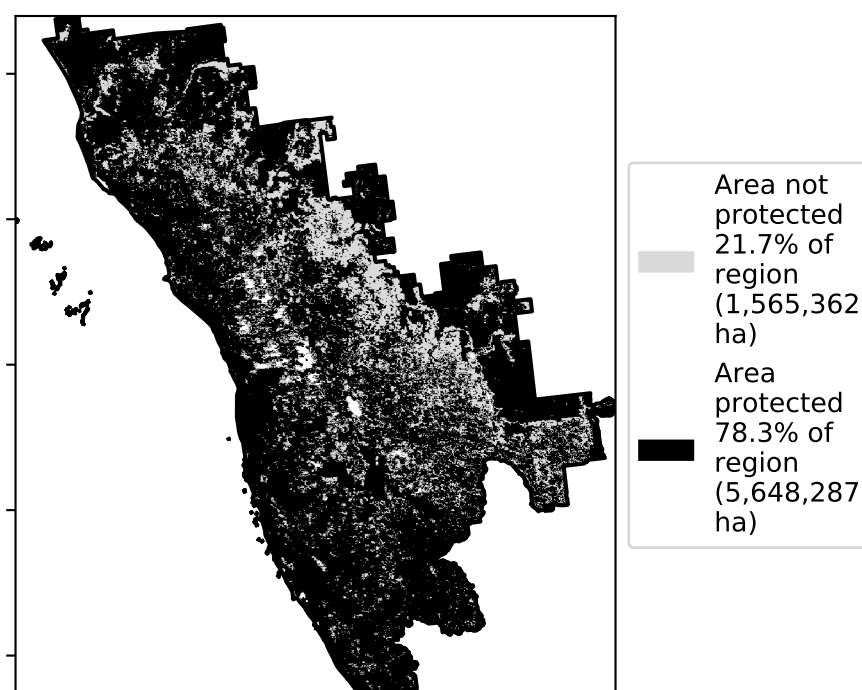 Area not
protected
21.7% of
region
(1,565,362
ha)
Area
protected
78.3% of
region
(5,648,287
ha)